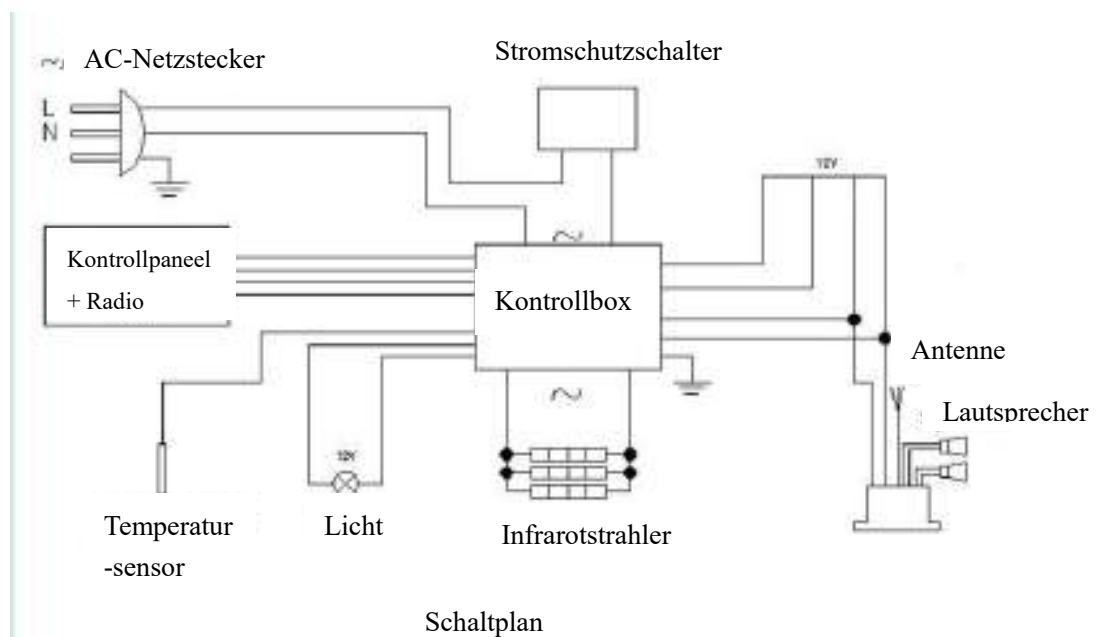 AC-Netzstecker
Stromschutzschalter
L
N
12V
Kontrollpaneel
+ Radio
Kontrollbox
Antenne
Lautsprecher
12V
Temperatur
-sensor
Licht
Infrarotstrahler
Schaltplan